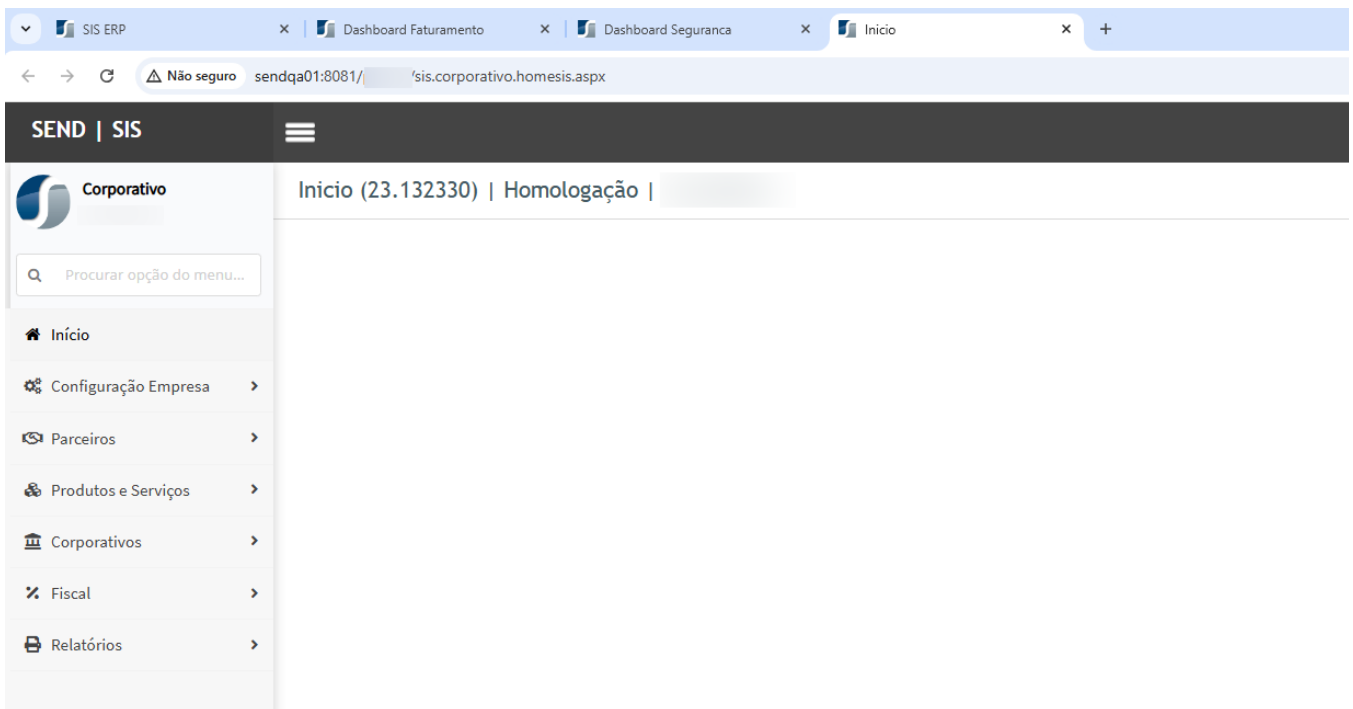 SIS ERP
Dashboard Faturamento
Dashboard Seguranca
Inicio
Não seguro
sendqa01:8081/ /sis.corporativo.homesis.aspx
SEND | SIS
Corporativo
Inicio (23.132330) | Homologação |
Procurar opção do menu...
Início
Configuração Empresa
Parceiros
Produtos e Serviços
Corporativos
Fiscal
Relatórios